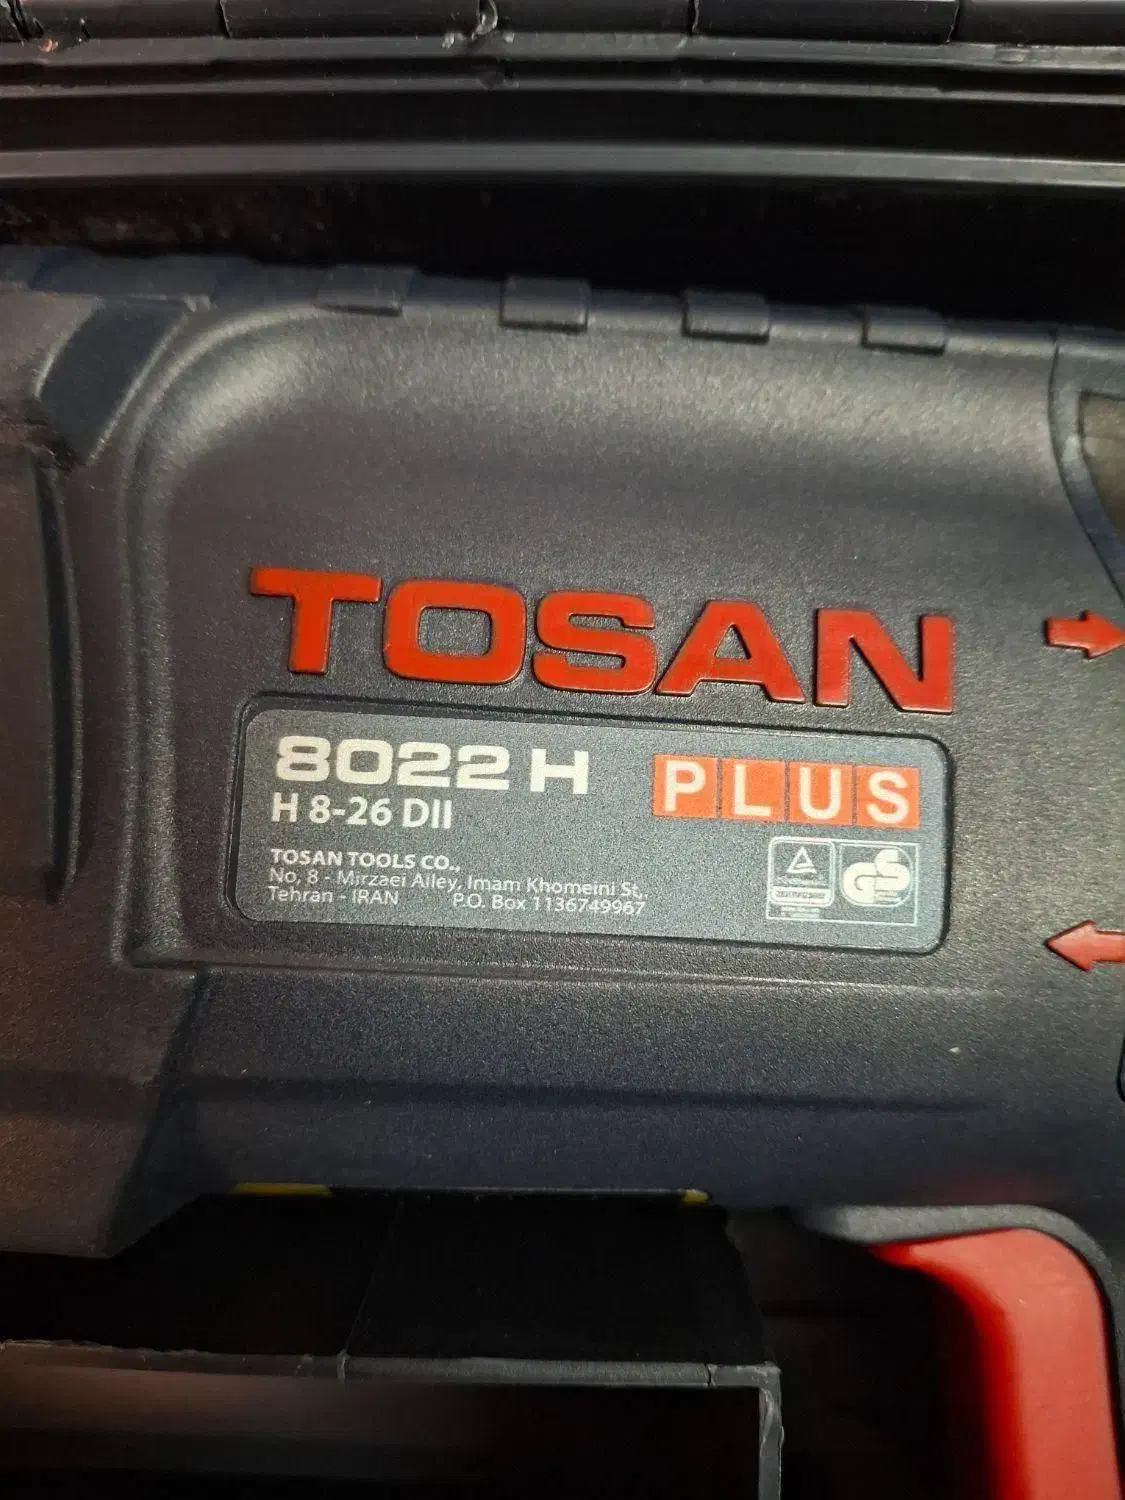 TOSAN
8022 H
PLUS
H 8-26 DII
TOSAN TOOLS CO.,
No, 8 - Mirzaei Alley, Imam Khomeini St,.
Tehran - IRAN P.O. Box 1136749967
GS